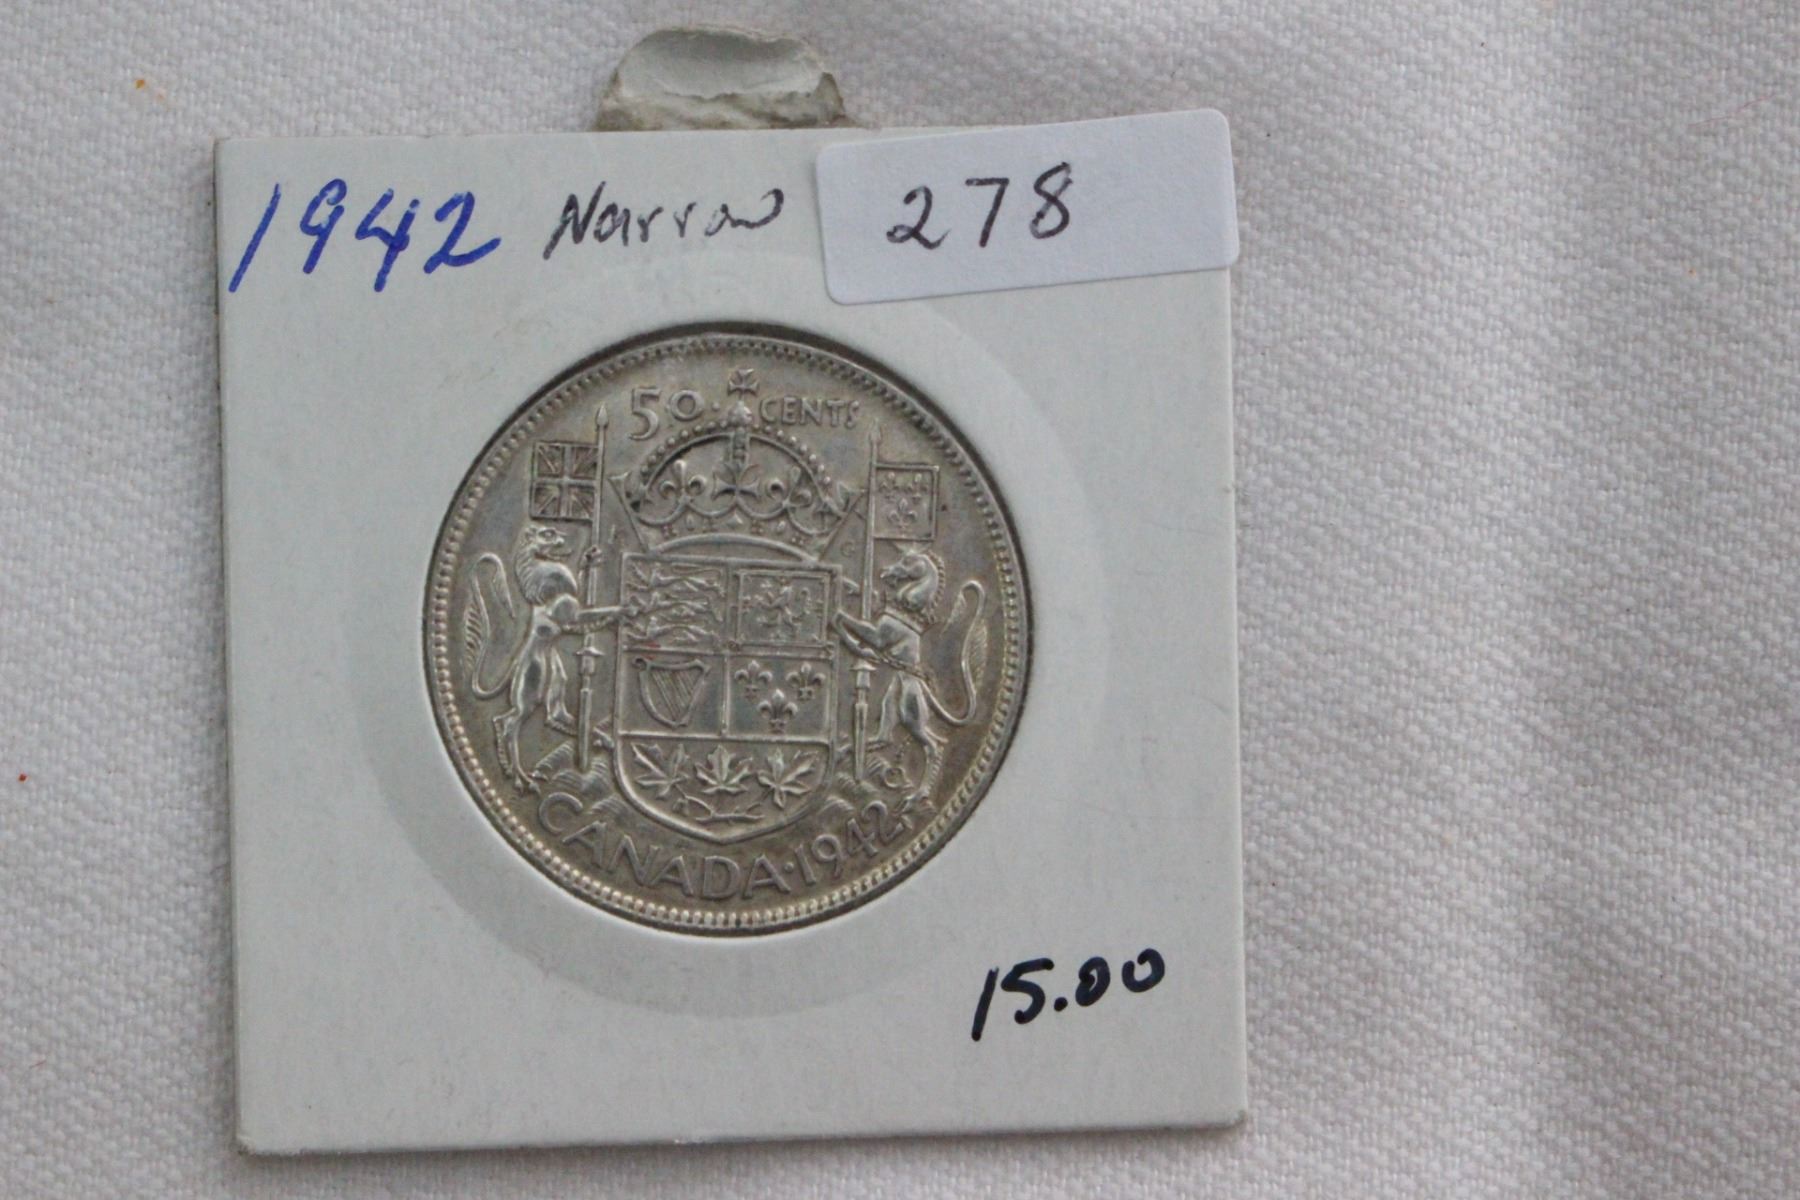 1942 Narrow 278
50 · CENTS
CANADA · 1942
15.00